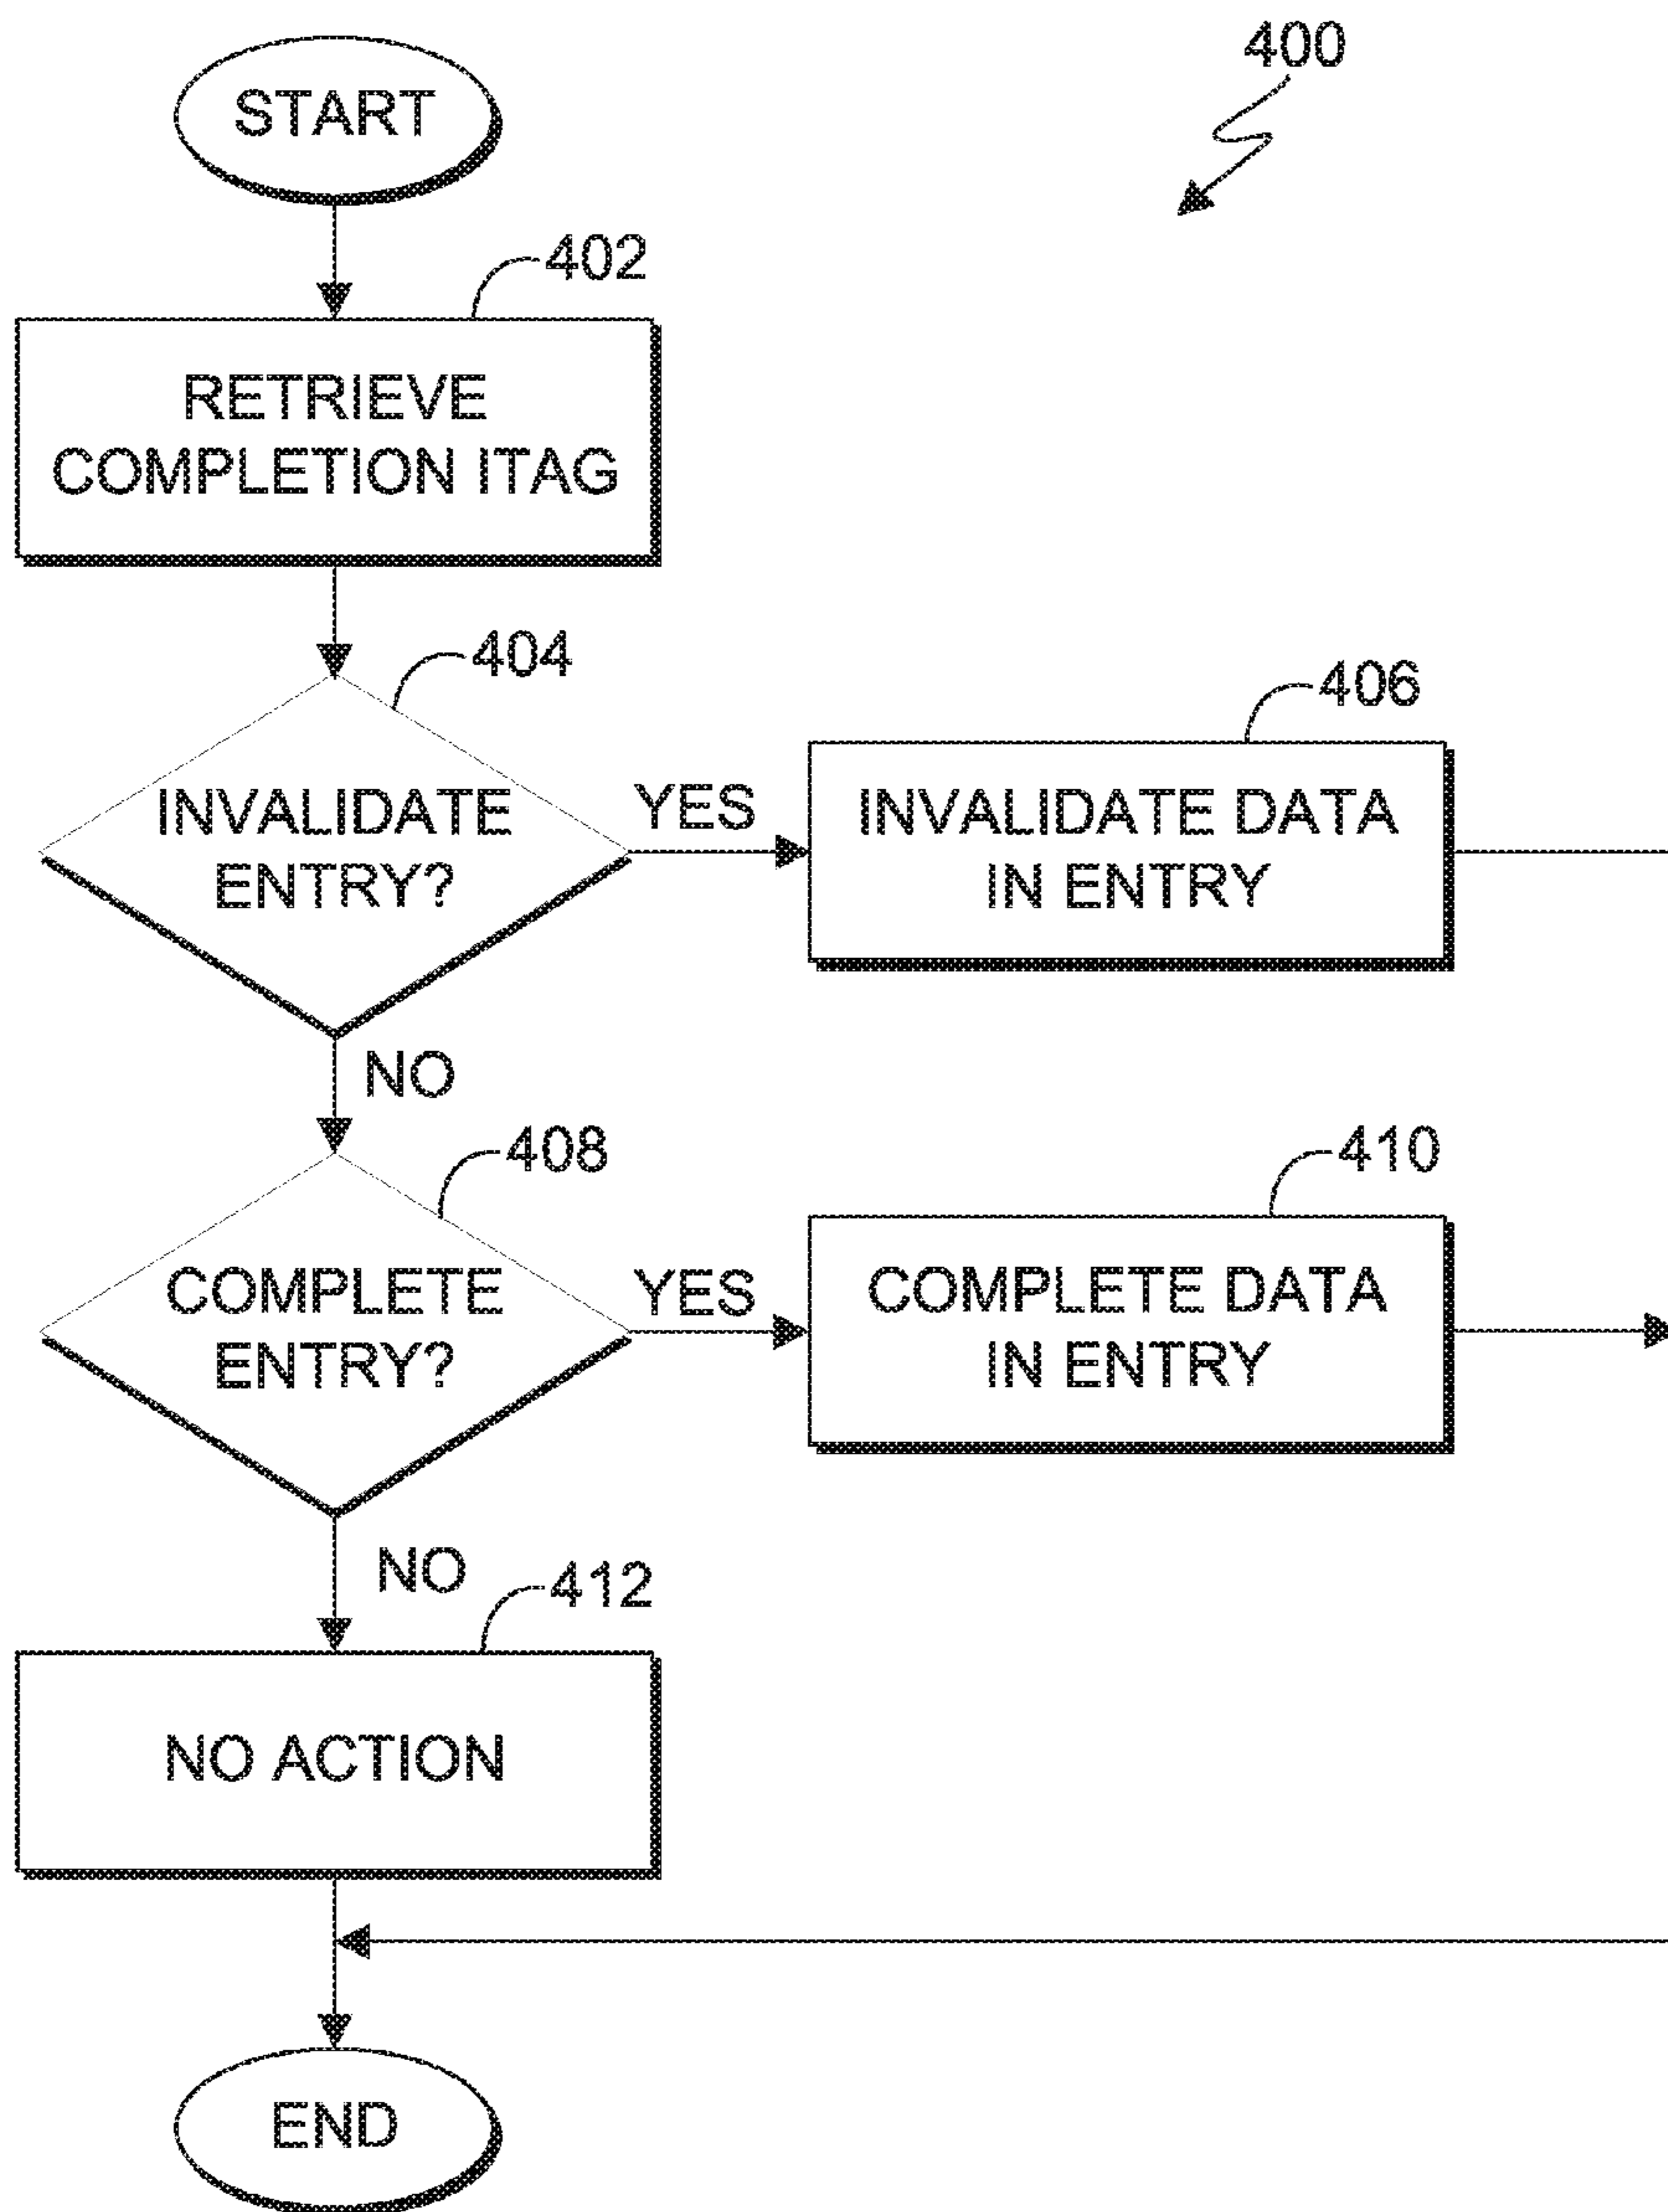 400
START
402
RETRIEVE
COMPLETION ITAG
404
INVALIDATE
ENTRY?
YES
406
INVALIDATE DATA
IN ENTRY
NO
408
COMPLETE
ENTRY?
YES
410
COMPLETE DATA
IN ENTRY
NO
412
NO ACTION
END